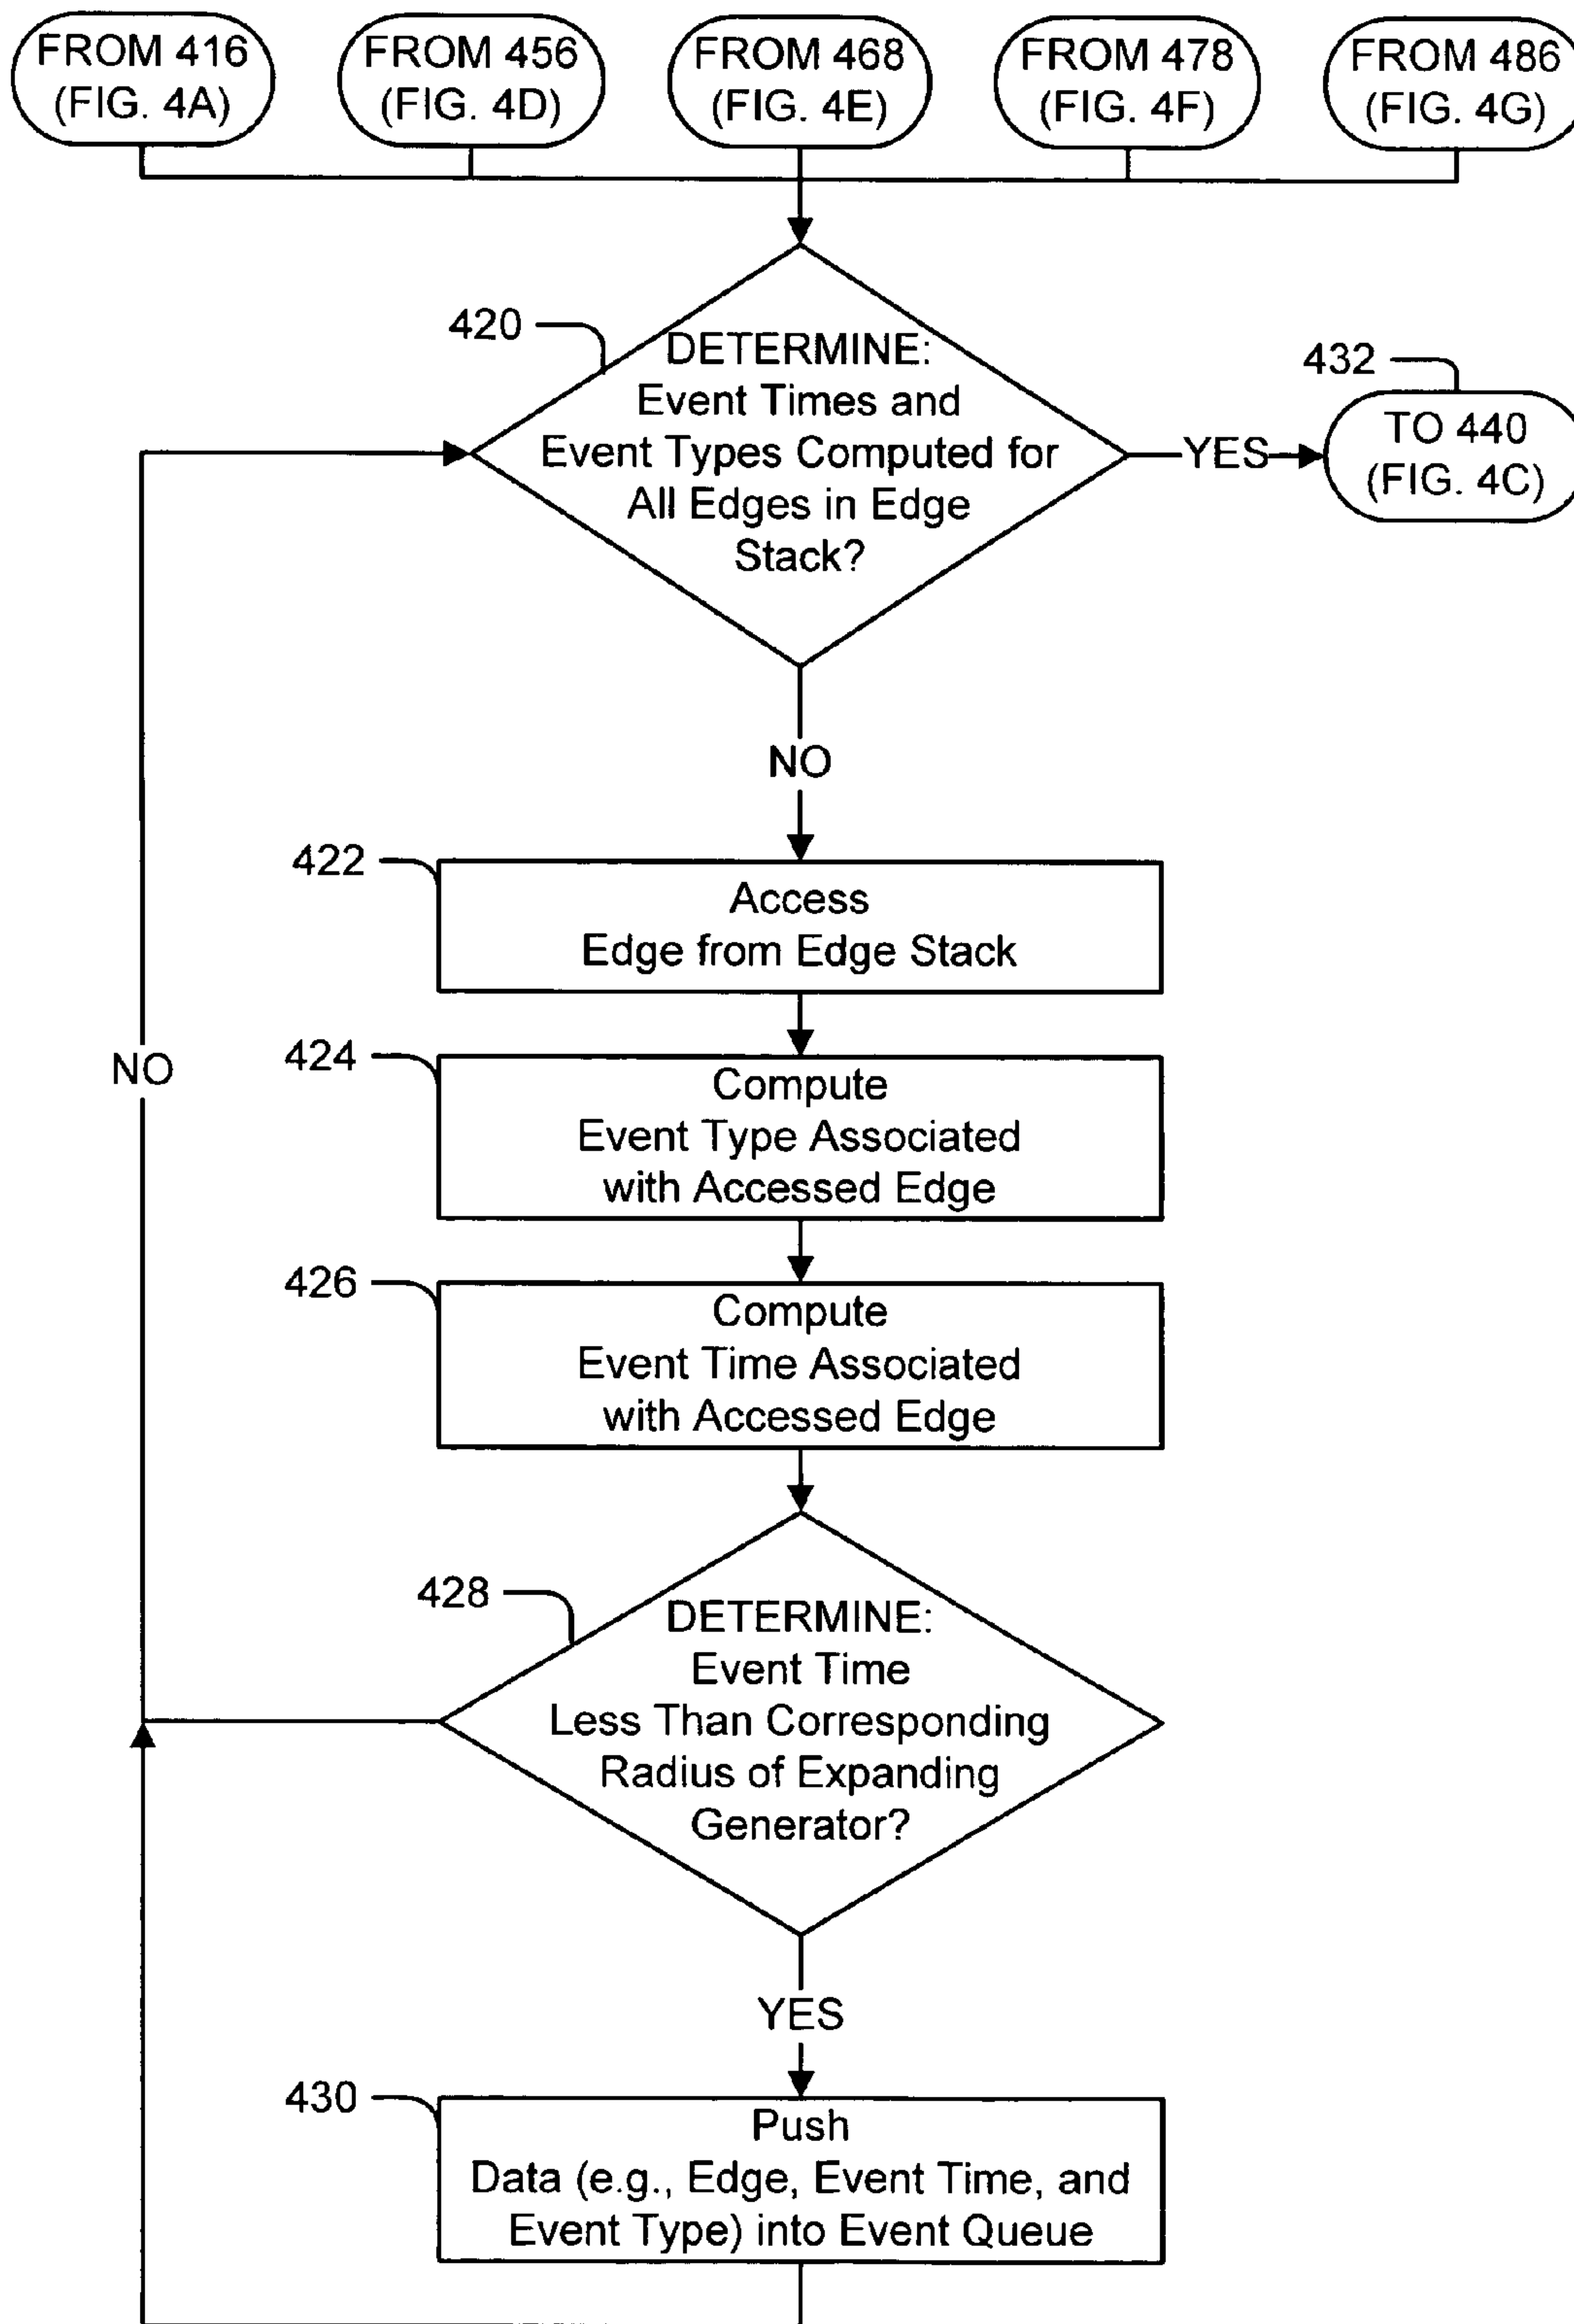 FROM 416
(FIG. 4A)
FROM 456
(FIG. 4D)
FROM 468
(FIG. 4E)
FROM 478
(FIG. 4F)
FROM 486
(FIG. 4G)
420
DETERMINE:
Event Times and
Event Types Computed for
All Edges in Edge
Stack?
YES
432
TO 440
(FIG. 4C)
NO
422
Access
Edge from Edge Stack
424
Compute
Event Type Associated
with Accessed Edge
NO
426
Compute
Event Time Associated
with Accessed Edge
428
DETERMINE:
Event Time
Less Than Corresponding
Radius of Expanding
Generator?
YES
430
Push
Data (e.g., Edge, Event Time, and
Event Type) into Event Queue